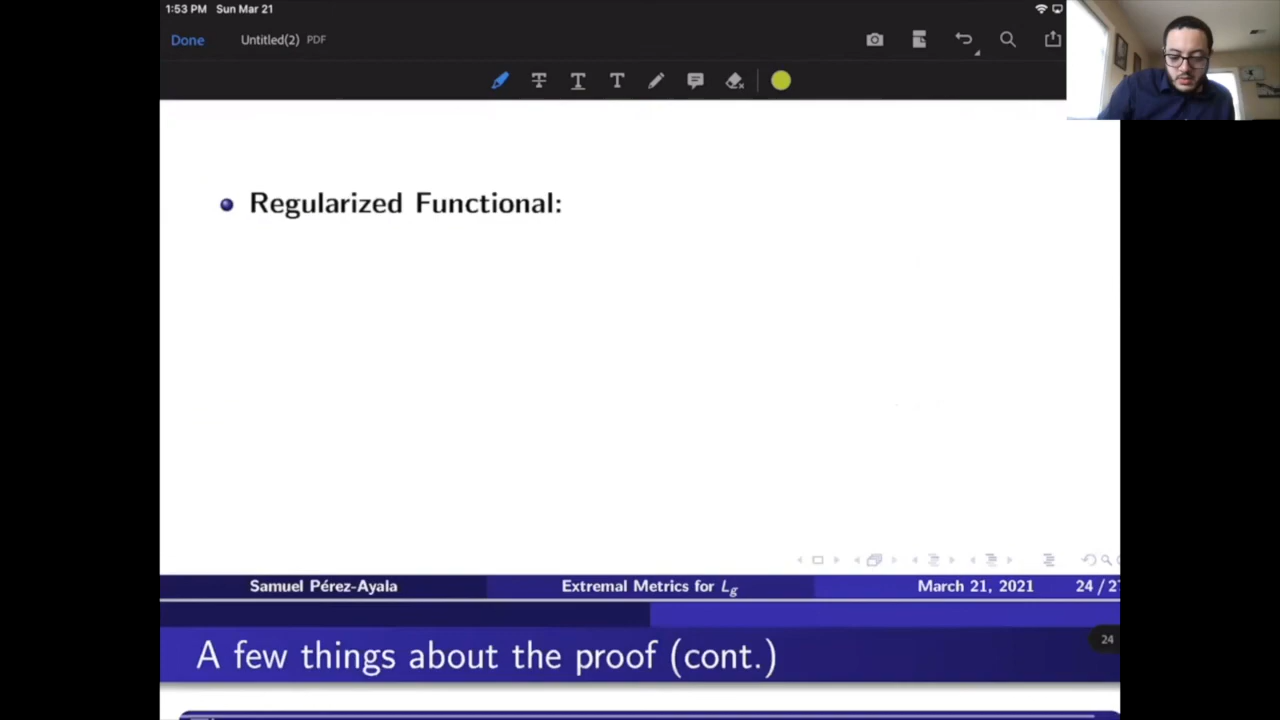 1:53 PM Sun Mar 21
Done Untitled(2) PDF
• Regularized Functional:
Samuel Pérez-Ayala Extremal Metrics for L_g March 21, 2021 24 / 2
A few things about the proof (cont.)
24